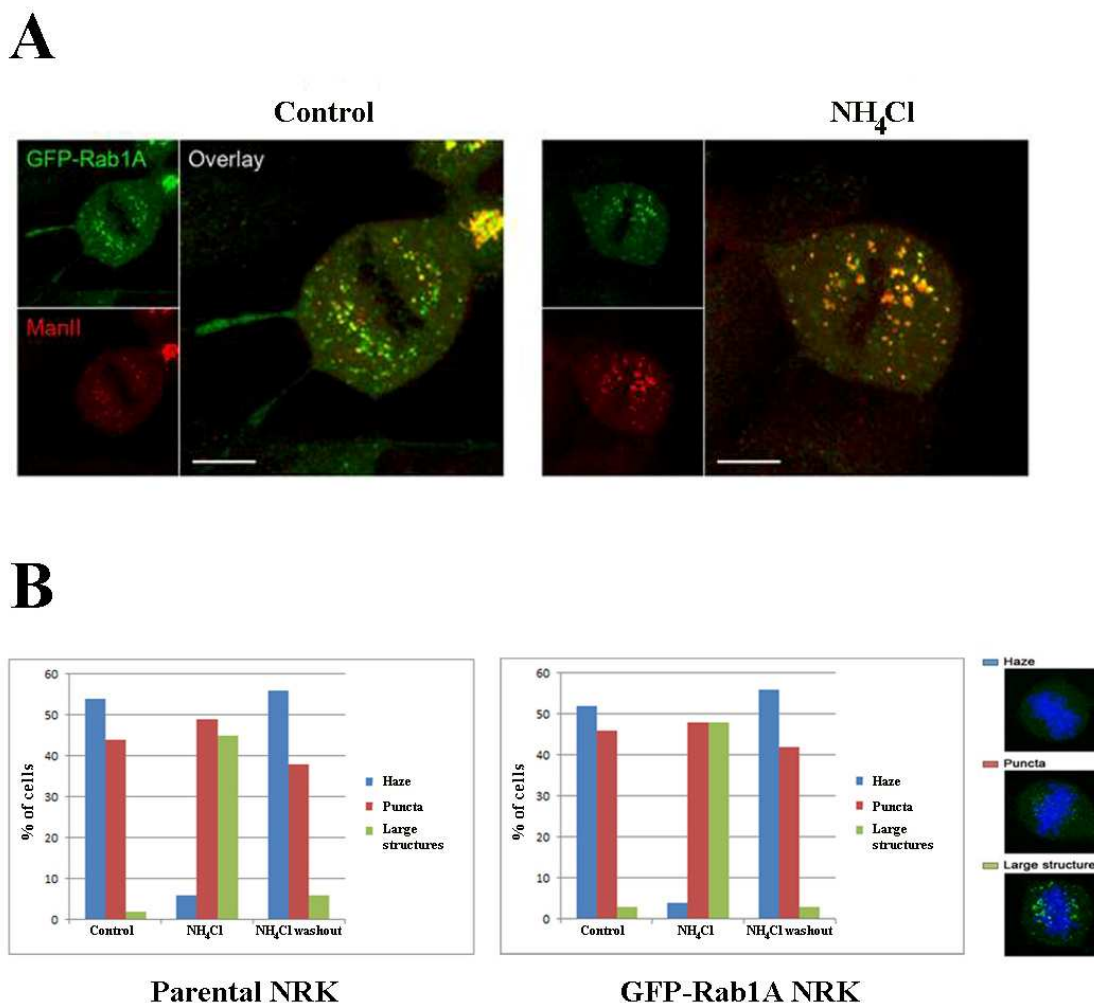 A
Control
NH₄Cl
GFP-Rab1A
Overlay
ManII
B
60
50
40
30
20
10
0
% of cells
Control
NH₄Cl
NH₄Cl washout
Haze
Puncta
Large
structures
Parental NRK
60
50
40
30
20
10
0
% of cells
Control
NH₄Cl
NH₄Cl washout
Haze
Puncta
Large
structures
GFP-Rab1A NRK
Haze
Puncta
Large structure